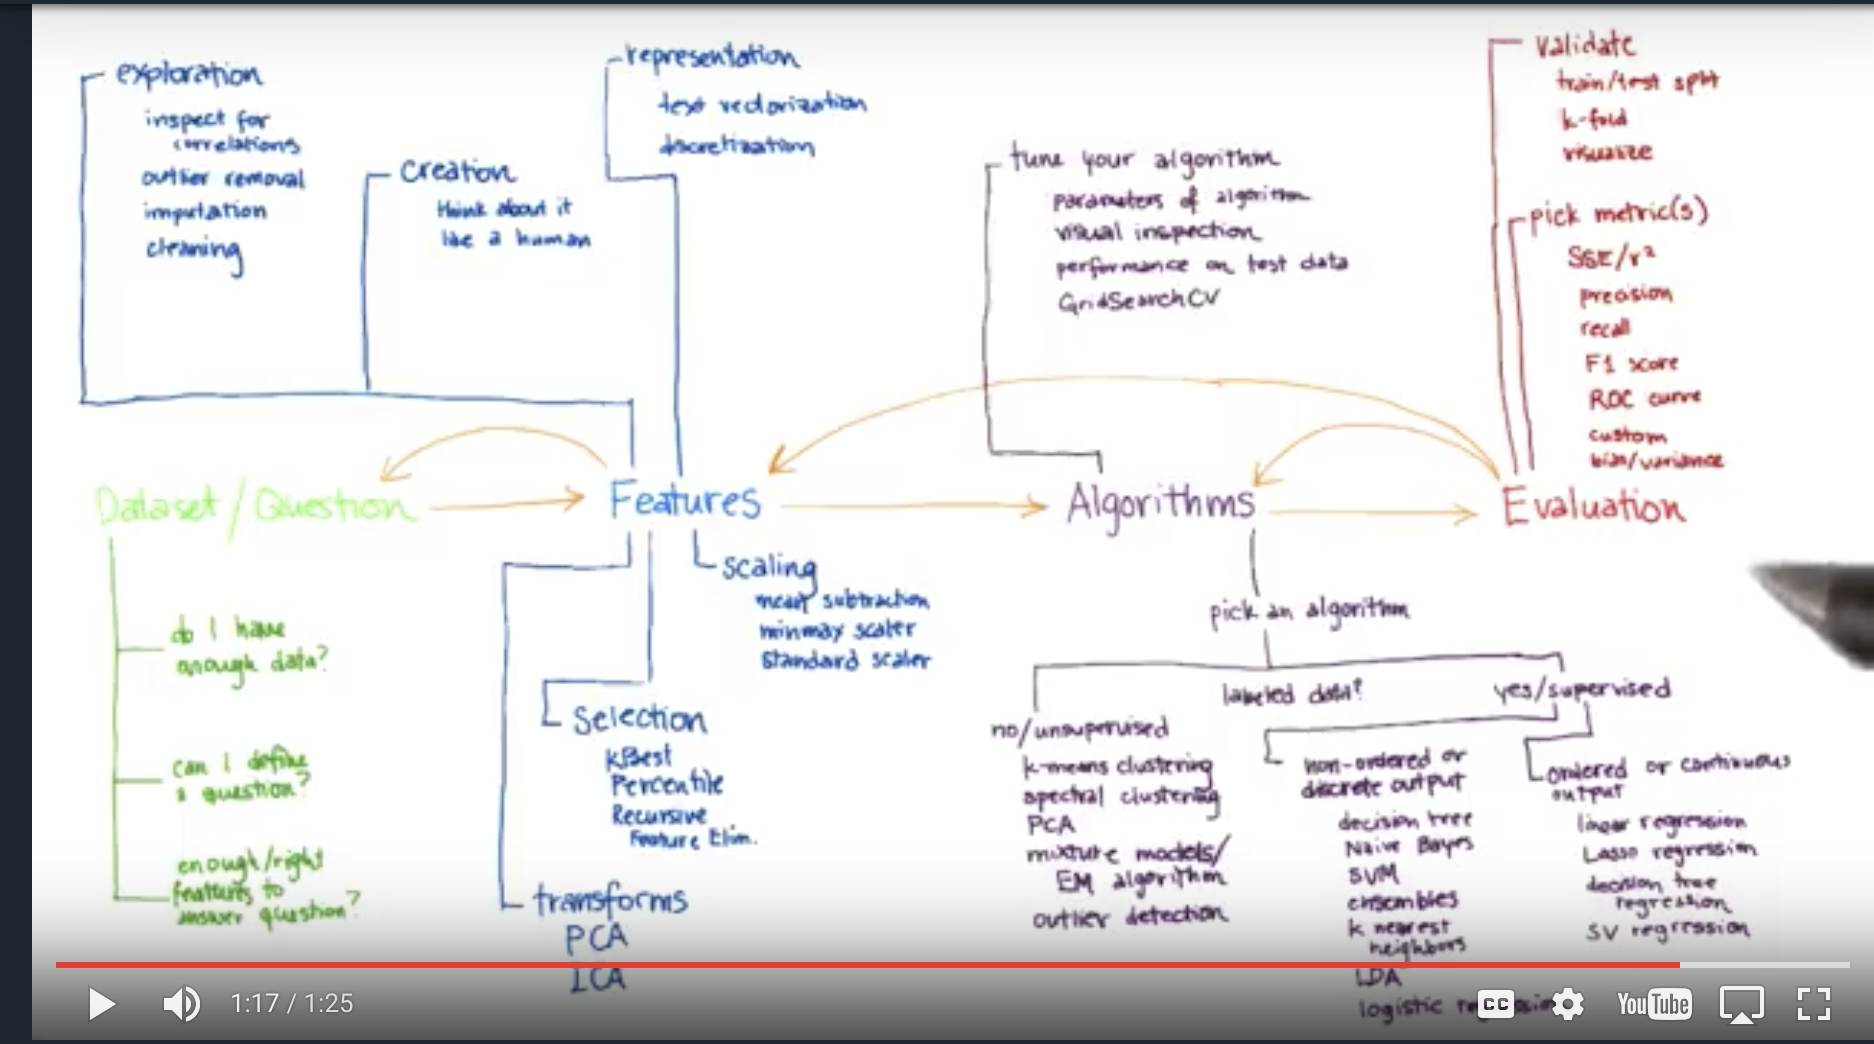 exploration
inspect for
correlations
outlier removal
imputation
cleaning
creation
think about it
like a human
representation
text vectorization
discretization
tune your algorithm
parameters of algorithm
visual inspection
performance on test data
GridSearchCV
validate
train/test split
k-fold
visualize
pick metric(s)
SSE/r²
precision
recall
F1 score
ROC curve
custom
bias/variance
Dataset/Question
Features
Algorithms
Evaluation
do I have
enough data?
can I define
a question?
enough/right
features to
answer question?
scaling
mean subtraction
minmax scaler
standard scaler
Selection
KBest
Percentile
Recursive
Feature Elim.
transforms
PCA
ICA
pick an algorithm
labeled data?
no/unsupervised
k-means clustering
spectral clustering
PCA
mixture models/
EM algorithm
outlier detection
yes/supervised
non-ordered or
discrete output
decision tree
Naive Bayes
SVM
ensembles
k nearest
neighbors
LDA
logistic regression
ordered or continuous
output
linear regression
Lasso regression
decision tree
regression
SV regression
1:17 / 1:25
CC
YouTube